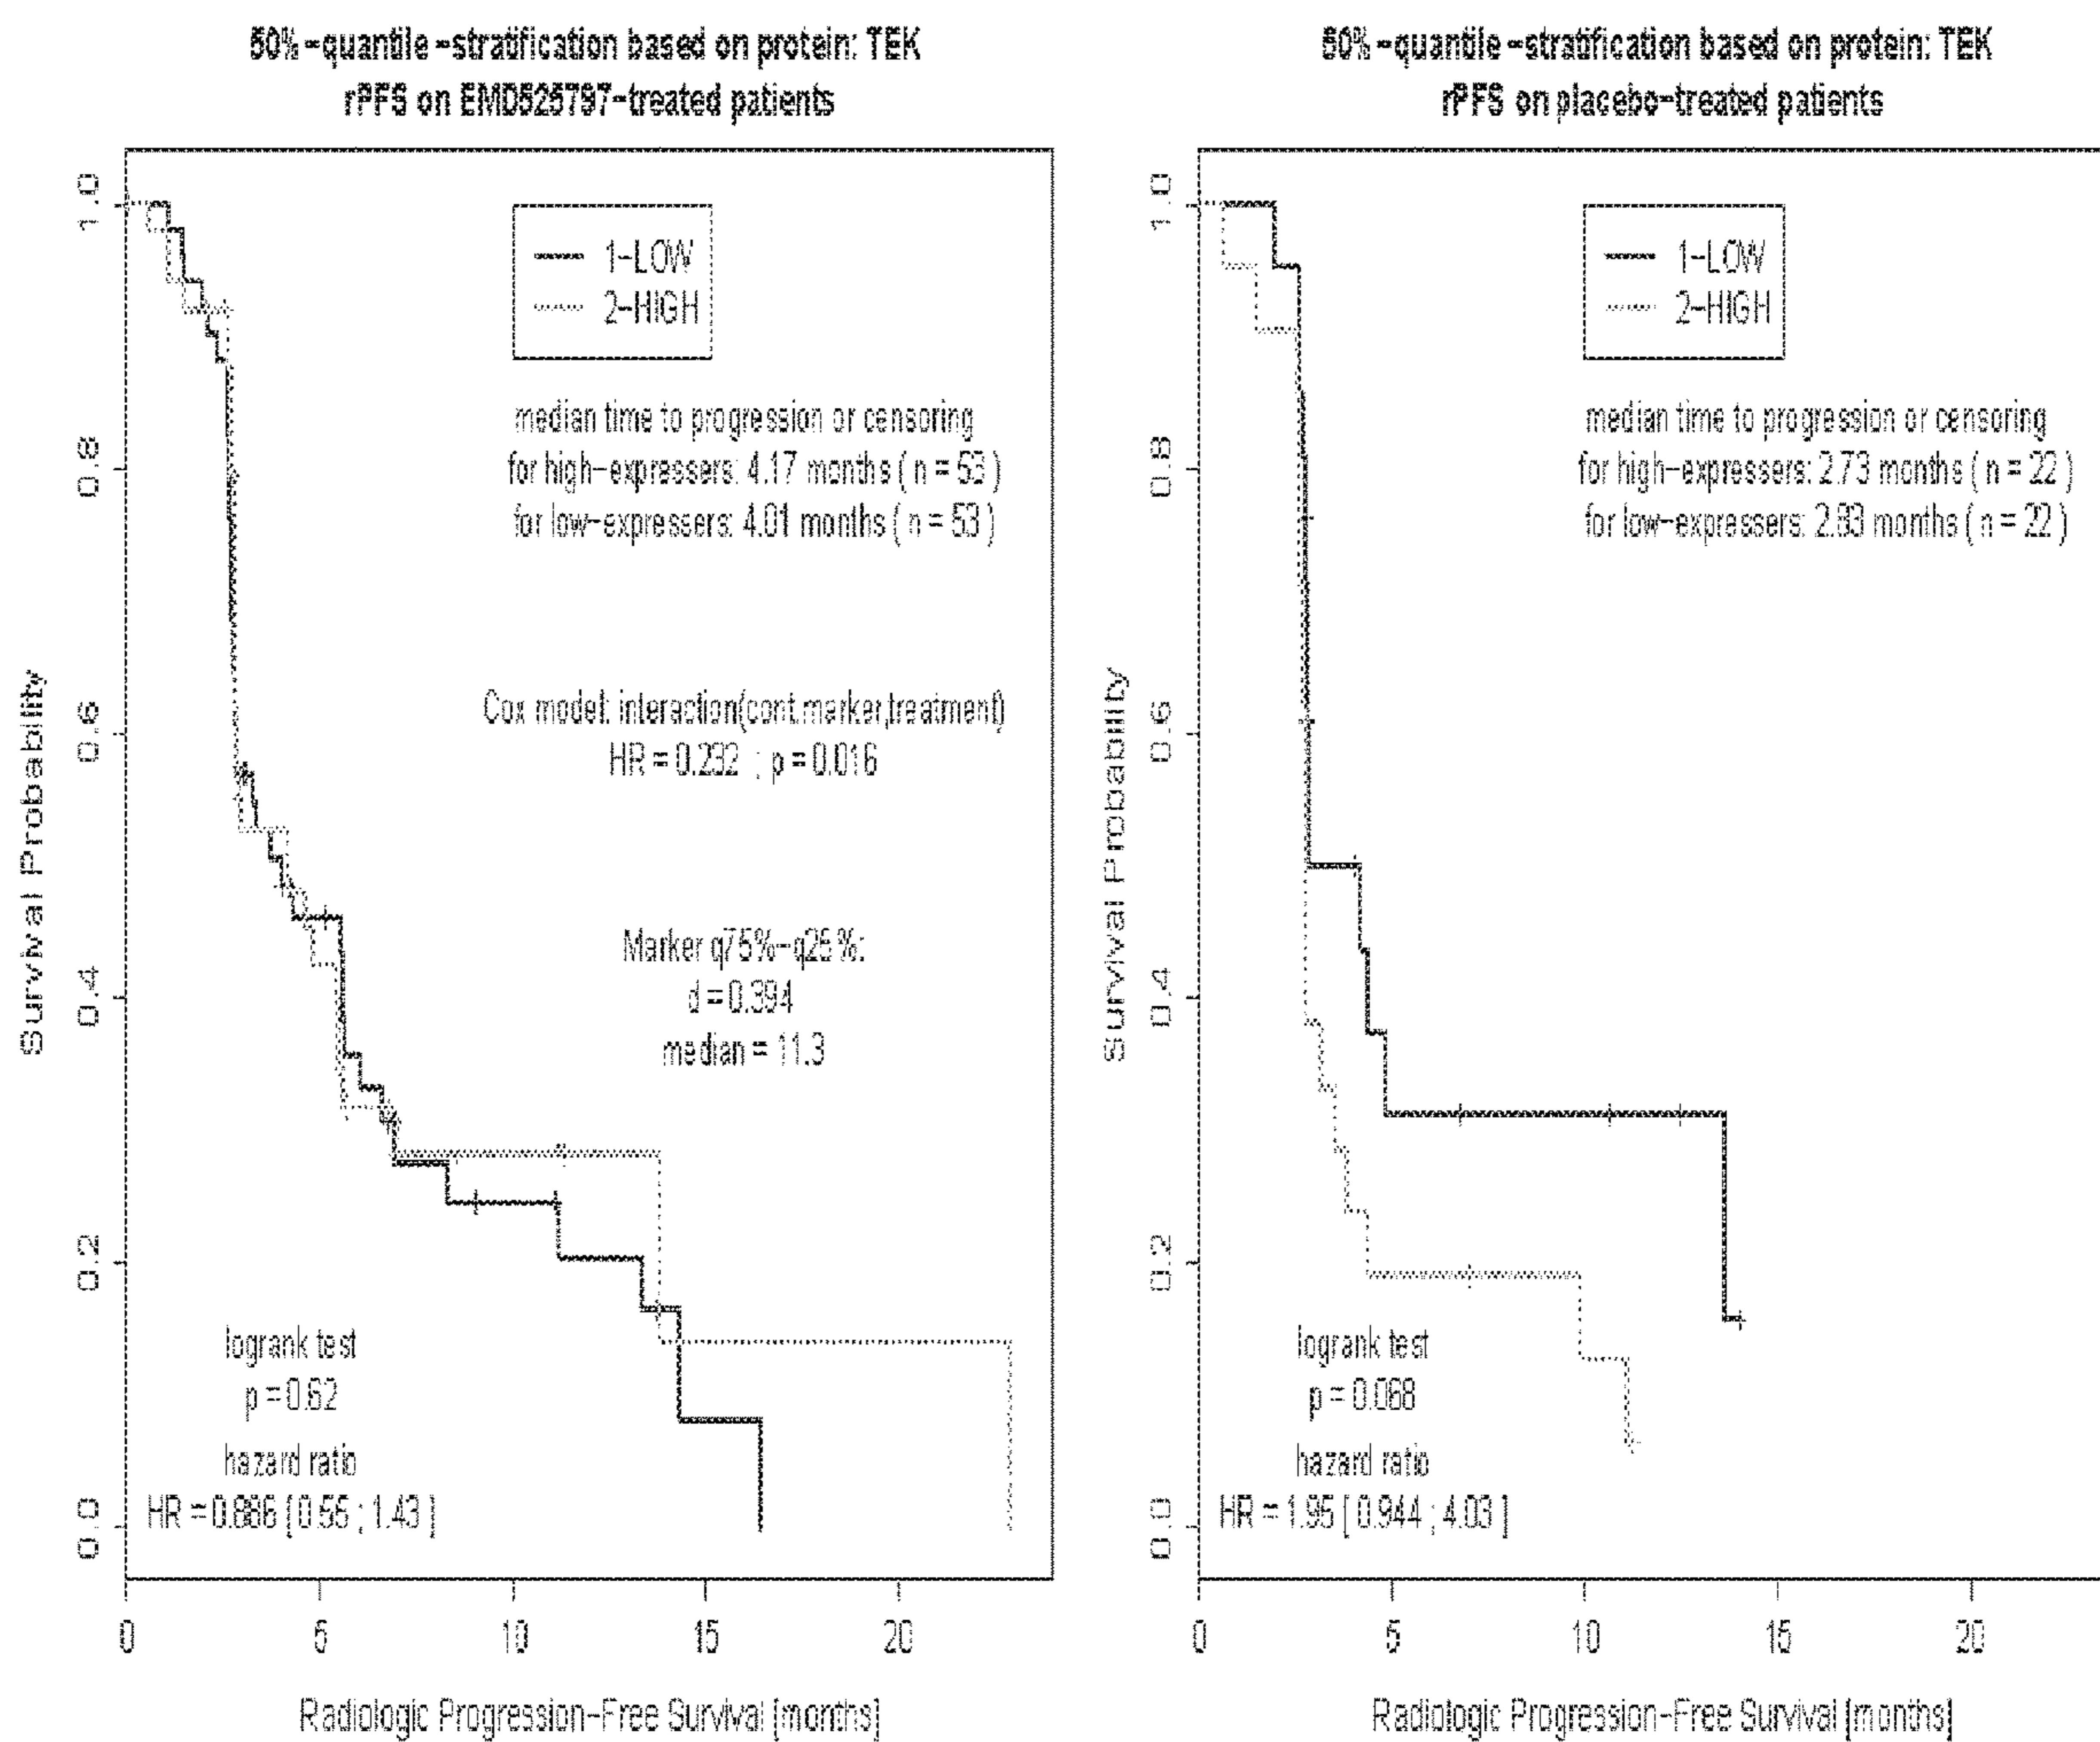 50%-quantile-stratification based on protein: TEK
rPFS on EMD525797-treated patients
1.0
0.8
0.6
0.4
0.2
0.0
Survival Probability
1-LOW
2-HIGH
median time to progression or censoring
for high-expressers: 4.17 months ( n = 53 )
for low-expressers: 4.01 months ( n = 53 )
Cox model: interaction(cont.marker,treatment)
HR = 0.232 ; p = 0.016
Marker q75%-q25%:
d = 0.394
median = 11.3
logrank test
p = 0.62
hazard ratio
HR = 0.886 [ 0.55 ; 1.43 ]
0 5 10 15 20
Radiologic Progression-Free Survival [months]
50%-quantile-stratification based on protein: TEK
rPFS on placebo-treated patients
1.0
0.8
0.6
0.4
0.2
0.0
Survival Probability
1-LOW
2-HIGH
median time to progression or censoring
for high-expressers: 2.73 months ( n = 22 )
for low-expressers: months ( n = 22 )
logrank test
p = 0.068
hazard ratio
HR = 1.95 [ 0.944 ; 4.03 ]
0 5 10 15 20
Radiologic Progression-Free Survival [months]